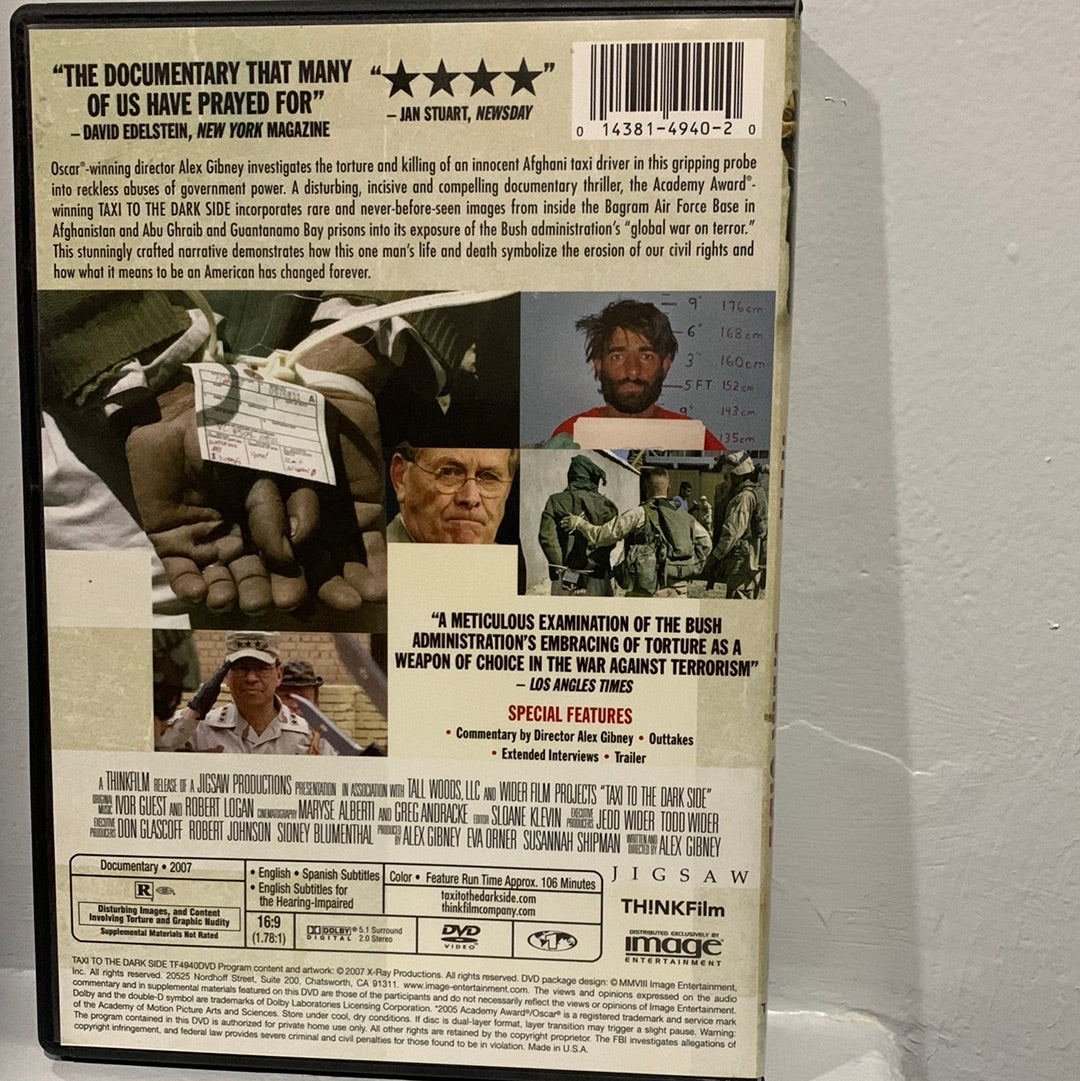 “THE DOCUMENTARY THAT MANY
OF US HAVE PRAYED FOR”
– DAVID EDELSTEIN, NEW YORK MAGAZINE
“★★★★”
– JAN STUART, NEWSDAY
0 14381-4940-2 0
Oscar®-winning director Alex Gibney investigates the torture and killing of an innocent Afghani taxi driver in this gripping probe
into reckless abuses of government power. A disturbing, incisive and compelling documentary thriller, the Academy Award®-
winning TAXI TO THE DARK SIDE incorporates rare and never-before-seen images from inside the Bagram Air Force Base in
Afghanistan and Abu Ghraib and Guantanamo Bay prisons into its exposure of the Bush administration’s “global war on terror.”
This stunningly crafted narrative demonstrates how this one man’s life and death symbolize the erosion of our civil rights and
how what it means to be an American has changed forever.
9" 176cm
6" 168cm
3" 160cm
5 FT 152cm
9" 143cm
135cm
“A METICULOUS EXAMINATION OF THE BUSH
ADMINISTRATION’S EMBRACING OF TORTURE AS A
WEAPON OF CHOICE IN THE WAR AGAINST TERRORISM”
– LOS ANGLES TIMES
SPECIAL FEATURES
• Commentary by Director Alex Gibney • Outtakes
• Extended Interviews • Trailer
A THINKFILM RELEASE OF A JIGSAW PRODUCTIONS PRESENTATION IN ASSOCIATION WITH TALL WOODS, LLC AND WIDER FILM PROJECTS “TAXI TO THE DARK SIDE”
ORIGINAL MUSIC IVOR GUEST AND ROBERT LOGAN CINEMATOGRAPHY MARYSE ALBERTI AND GREG ANDRACKE EDITOR SLOANE KLEVIN EXECUTIVE PRODUCERS JEDD WIDER TODD WIDER
EXECUTIVE PRODUCERS DON GLASCOFF ROBERT JOHNSON SIDNEY BLUMENTHAL PRODUCED BY ALEX GIBNEY EVA ORNER SUSANNAH SHIPMAN WRITTEN AND DIRECTED BY ALEX GIBNEY
Documentary • 2007
R
Disturbing Images, and Content
Involving Torture and Graphic Nudity
Supplemental Materials Not Rated
• English • Spanish Subtitles
• English Subtitles for
the Hearing-Impaired
Color • Feature Run Time Approx. 106 Minutes
taxitothedarkside.com
thinkfilmcompany.com
16:9
(1.78:1)
DOLBY® 5.1 Surround
DIGITAL 2.0 Stereo
DVD
VIDEO
1
JIGSAW
TH!NKFilm
DISTRIBUTED EXCLUSIVELY BY
image
ENTERTAINMENT
TAXI TO THE DARK SIDE TF4940DVD Program content and artwork: © 2007 X-Ray Productions. All rights reserved. DVD package design: © MMVIII Image Entertainment,
Inc. All rights reserved. 20525 Nordhoff Street, Suite 200, Chatsworth, CA 91311. www.image-entertainment.com. The views and opinions expressed on the audio
commentary and in supplemental materials featured on this DVD are those of the participants and do not necessarily reflect the views or opinions of Image Entertainment.
Dolby and the double-D symbol are trademarks of Dolby Laboratories Licensing Corporation. "2005 Academy Award®/Oscar® is a registered trademark and service mark
of the Academy of Motion Picture Arts and Sciences. Store under cool, dry conditions. If disc is dual-layer format, layer transition may trigger a slight pause. Warning:
The program contained in this DVD is authorized for private home use only. All other rights are retained by the copyright proprietor. The FBI investigates allegations of
copyright infringement, and federal law provides severe criminal and civil penalties for those found to be in violation. Made in U.S.A.